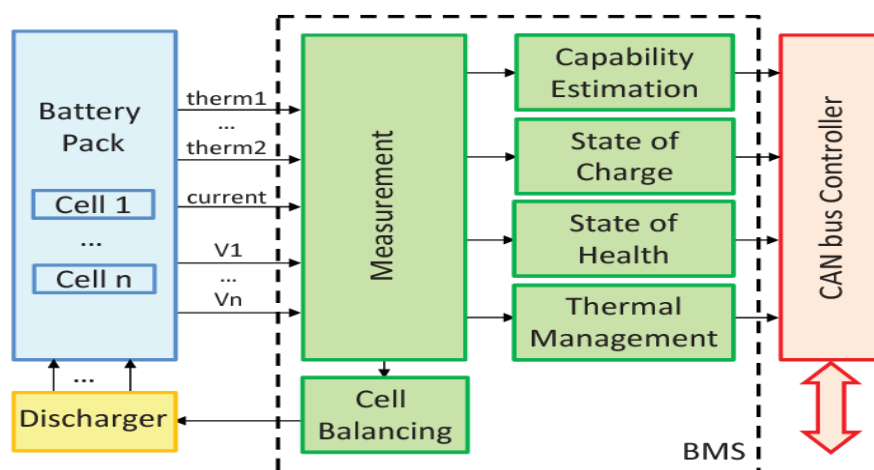 Battery
Pack
Cell 1
...
Cell n
therm1
...
therm2
current
V1
...
Vn
Measurement
Capability
Estimation
State of
Charge
State of
Health
Thermal
Management
CAN bus Controller
...
Discharger
Cell
Balancing
BMS